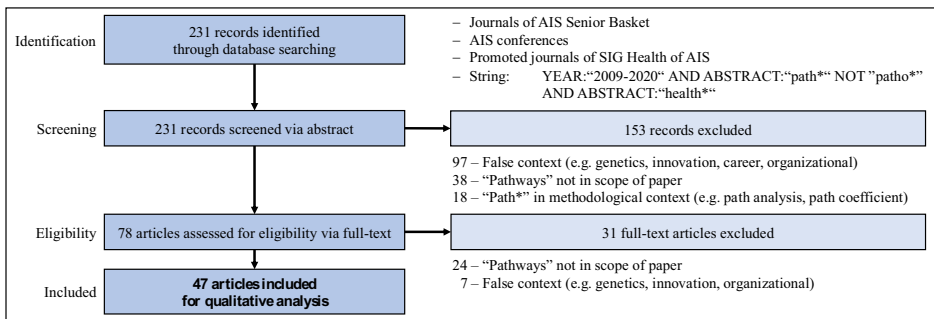 Identification
231 records identified
through database searching
– Journals of AIS Senior Basket
– AIS conferences
– Promoted journals of SIG Health of AIS
– String: YEAR:“2009-2020“ AND ABSTRACT:“path*“ NOT ”patho*”
AND ABSTRACT:“health*“
Screening
231 records screened via abstract
153 records excluded
97 – False context (e.g. genetics, innovation, career, organizational)
38 – “Pathways” not in scope of paper
18 – “Path*” in methodological context (e.g. path analysis, path coefficient)
Eligibility
78 articles assessed for eligibility via full-text
31 full-text articles excluded
24 – “Pathways” not in scope of paper
7 – False context (e.g. genetics, innovation, organizational)
Included
47 articles included
for qualitative analysis